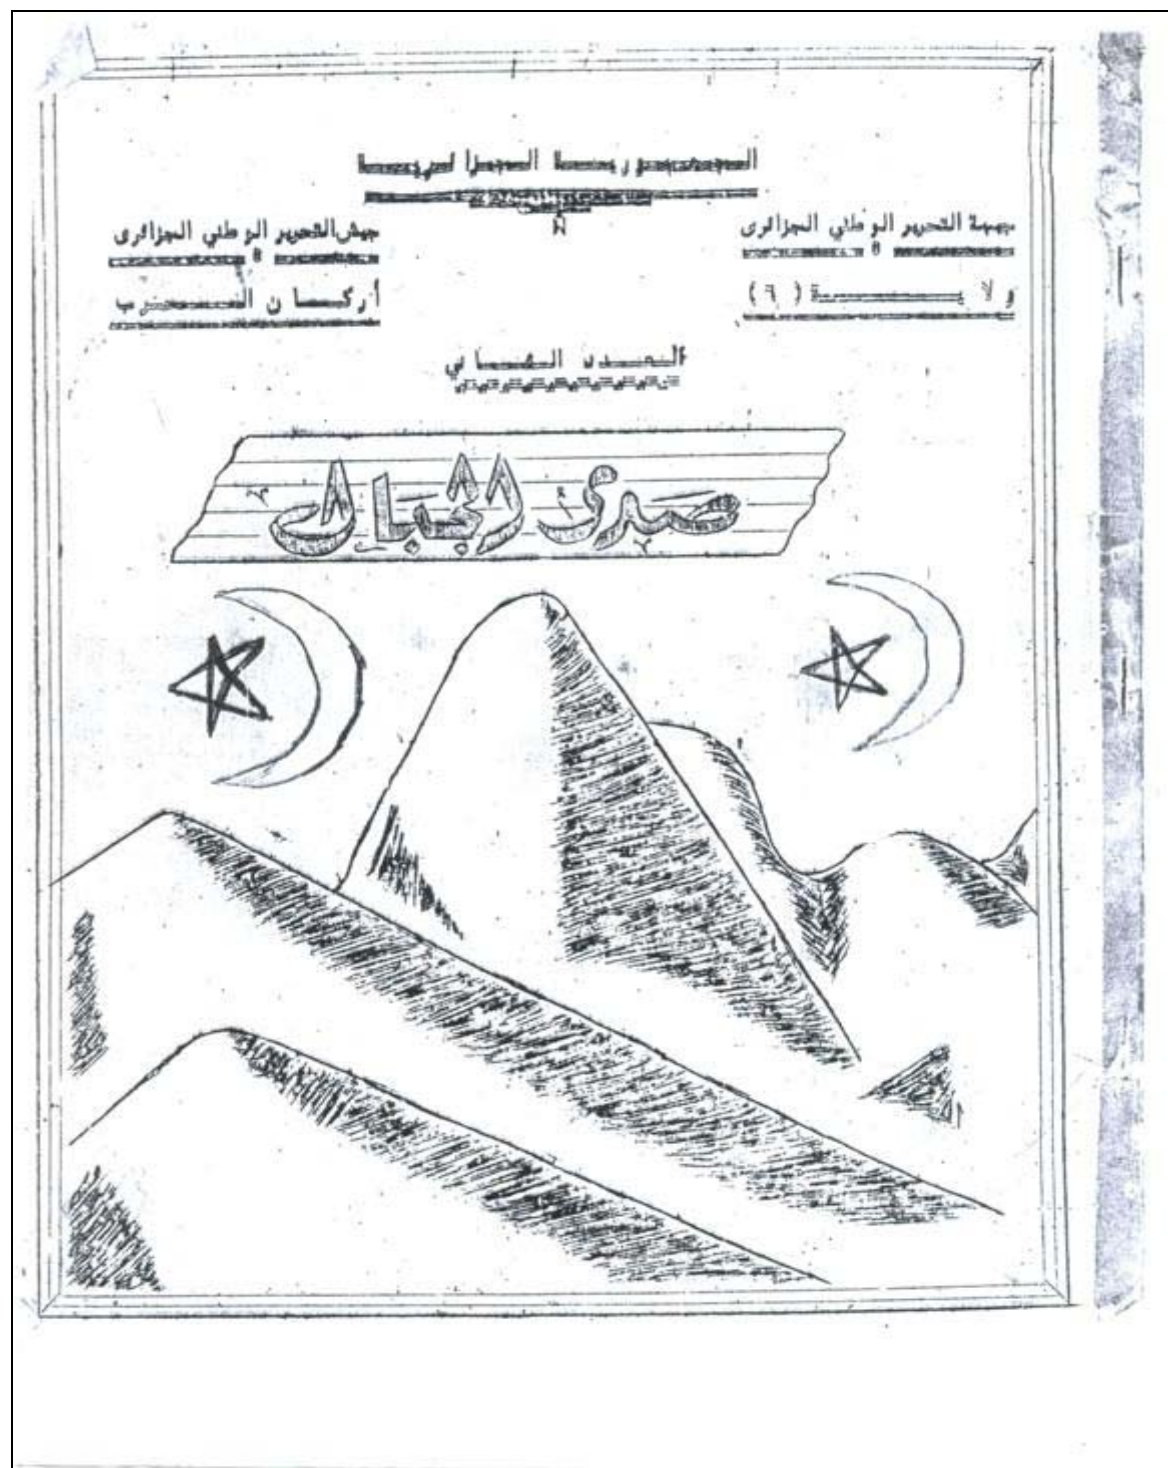 الجمهورية الجزائرية
جبهة التحرير الوطني الجزائري
جيش التحرير الوطني الجزائري
ولاية (٦)
أركان الحرب
العدد الثاني
صدى الجبال